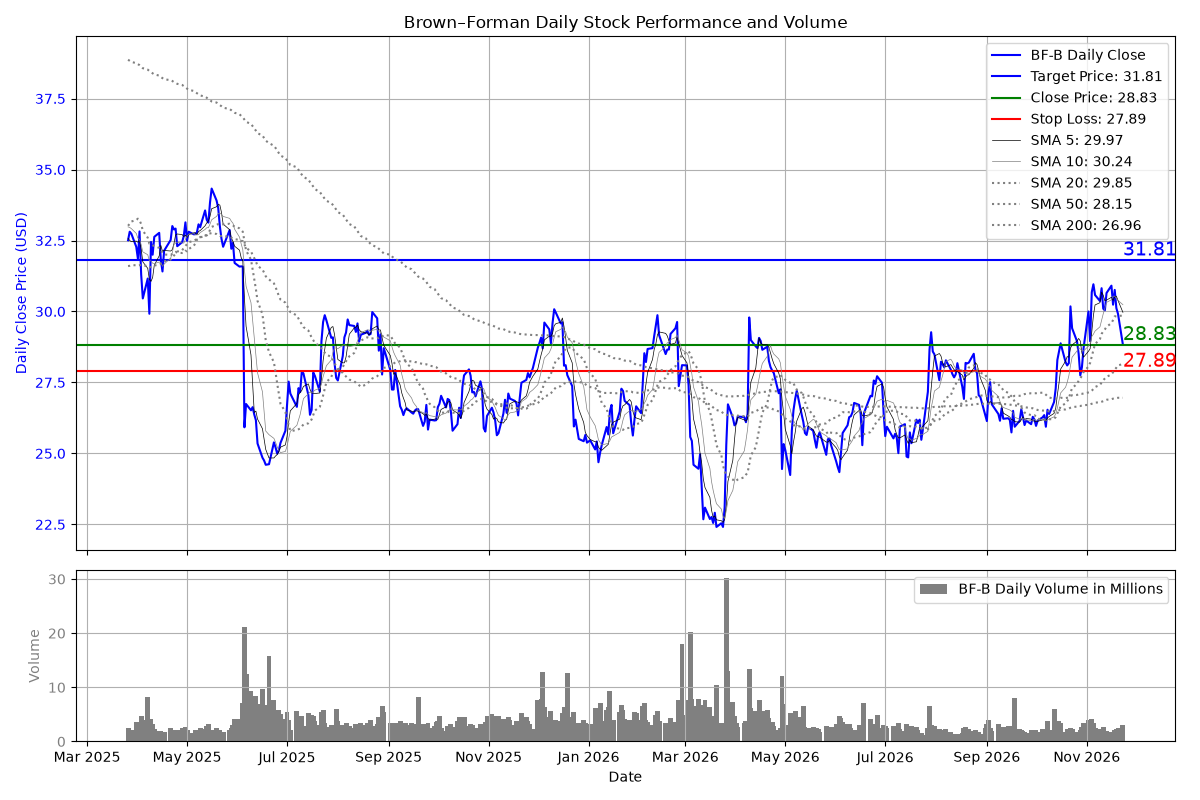 Brown–Forman Daily Stock Performance and Volume
Daily Close Price (USD)
37.5
35.0
32.5
30.0
27.5
25.0
22.5
BF-B Daily Close
Target Price: 31.81
Close Price: 28.83
Stop Loss: 27.89
SMA 5: 29.97
SMA 10: 30.24
SMA 20: 29.85
SMA 50: 28.15
SMA 200: 26.96
31.81
28.83
27.89
Volume
30
20
10
0
BF-B Daily Volume in Millions
Mar 2025
May 2025
Jul 2025
Sep 2025
Nov 2025
Jan 2026
Mar 2026
May 2026
Jul 2026
Sep 2026
Nov 2026
Date